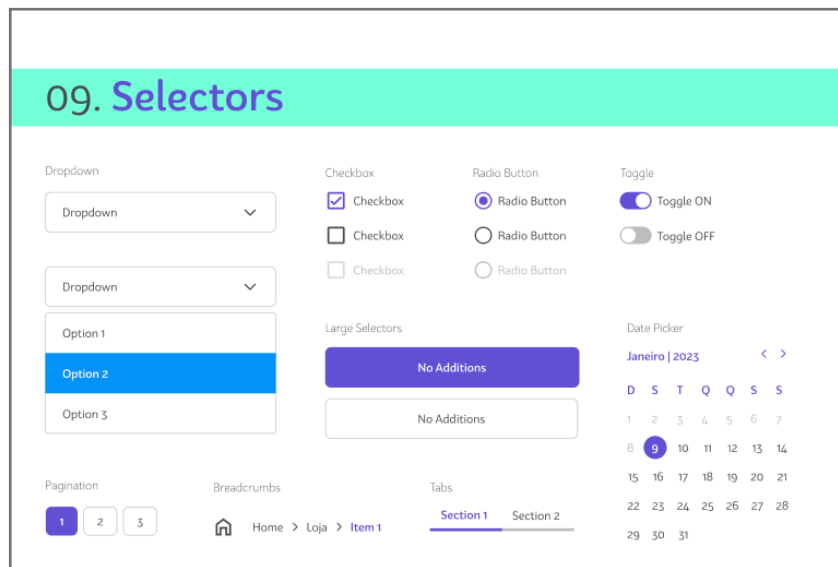 09. Selectors
Dropdown
Dropdown
Dropdown
Option 1
Option 2
Option 3
Checkbox
Checkbox
Checkbox
Checkbox
Radio Button
Radio Button
Radio Button
Radio Button
Toggle
Toggle ON
Toggle OFF
Large Selectors
No Additions
No Additions
Date Picker
Janeiro | 2023
D S T Q Q S S
1 2 3 4 5 6 7
8 9 10 11 12 13 14
15 16 17 18 19 20 21
22 23 24 25 26 27 28
29 30 31
Pagination
1 2 3
Breadcrumbs
Home > Loja > Item 1
Tabs
Section 1 Section 2